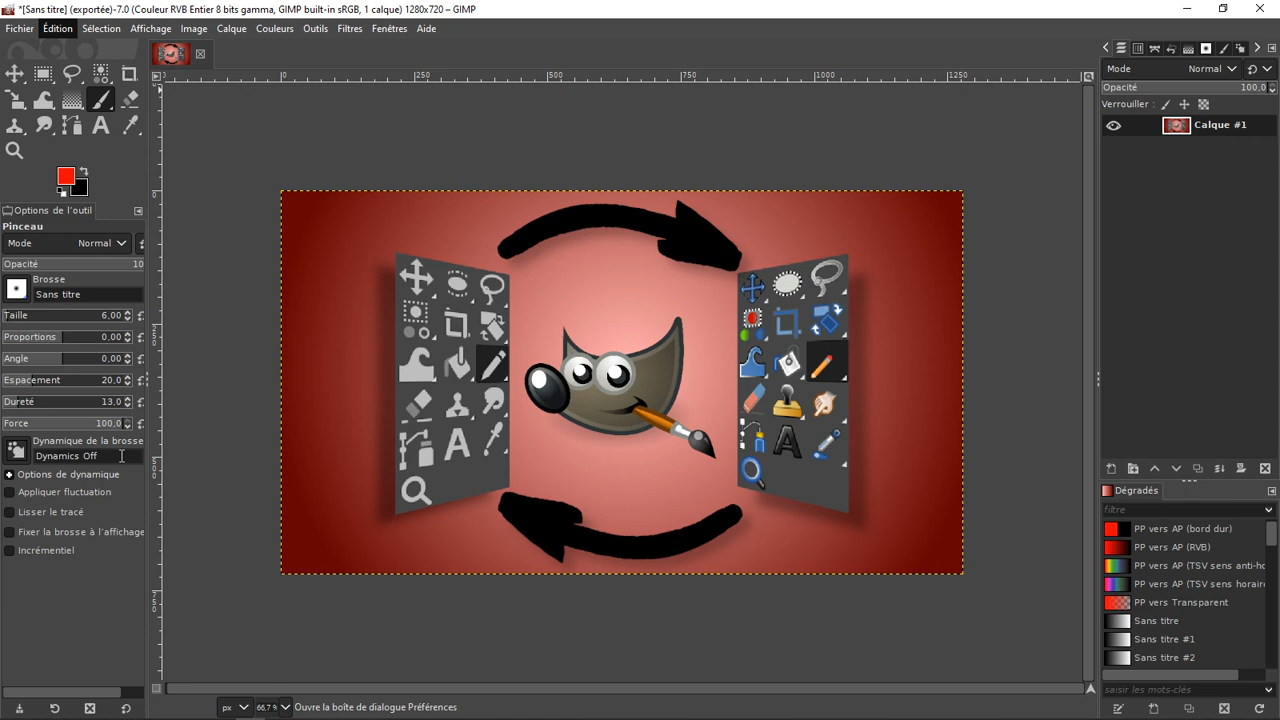 *[Sans titre] (exportée)-7.0 (Couleur RVB Entier 8 bits gamma, GIMP built-in sRGB, 1 calque) 1280x720 – GIMP
Fichier Édition Sélection Affichage Image Calque Couleurs Outils Filtres Fenêtres Aide
0 250 500 750 1000 1250
Options de l'outil
Pinceau
Mode Normal
Opacité 10
Brosse
Sans titre
Taille 6,00
Proportions 0,00
Angle 0,00
Espacement 20,0
Dureté 13,0
Force 100,0
Dynamique de la brosse
Dynamics Off
Options de dynamique
Appliquer fluctuation
Lisser le tracé
Fixer la brosse à l'affichage
Incrémentiel
A
A
px 66.7 % Ouvre la boîte de dialogue Préférences
Mode Normal
Opacité 100,0
Verrouiller :
Calque #1
Dégradés
filtre
PP vers AP (bord dur)
PP vers AP (RVB)
PP vers AP (TSV sens anti-ho
PP vers AP (TSV sens horaire
PP vers Transparent
Sans titre
Sans titre #1
Sans titre #2
saisir les mots-clés